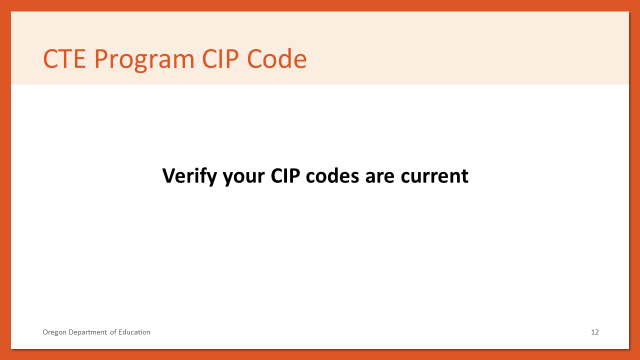 CTE Program CIP Code
Verify your CIP codes are current
Oregon Department of Education
12